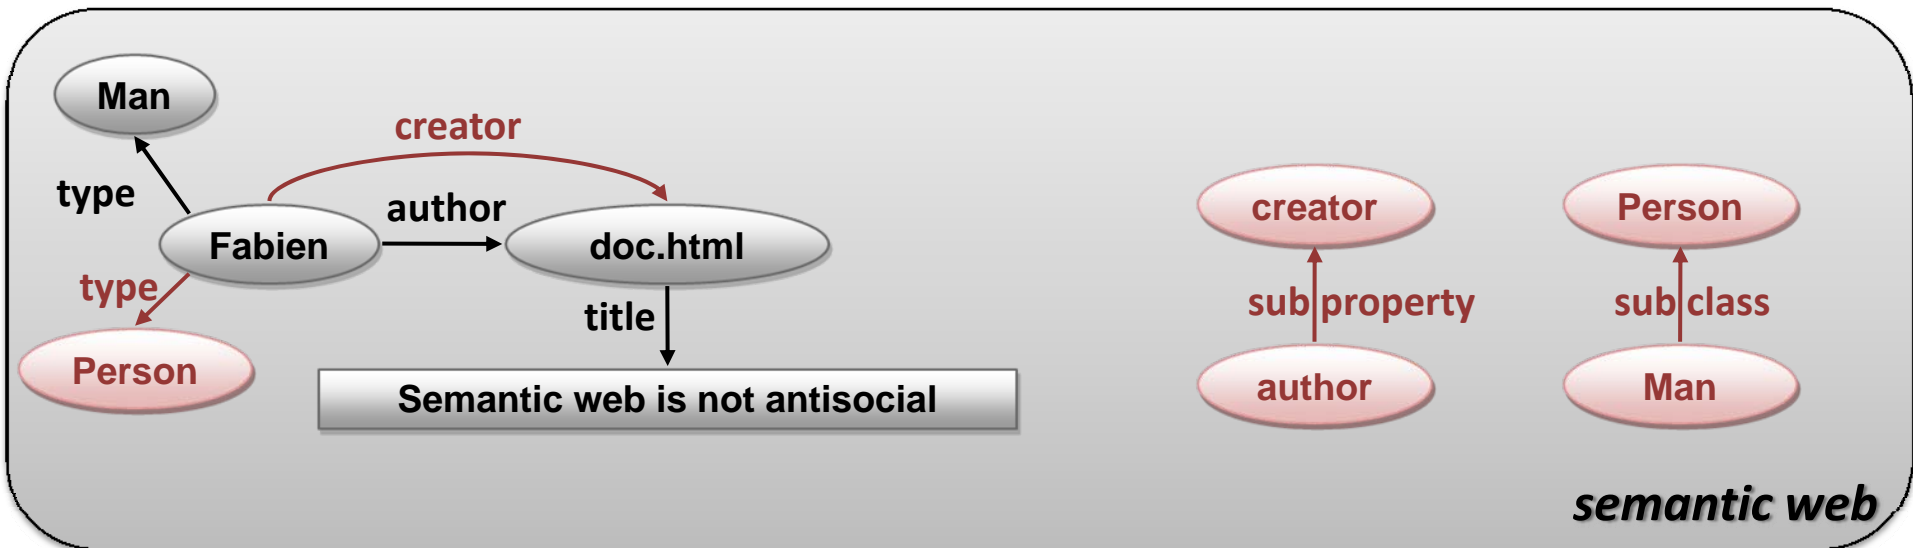 Man
creator
type
author
Fabien
doc.html
type
title
Person
Semantic web is not antisocial
creator
Person
sub property
sub class
author
Man
semantic web